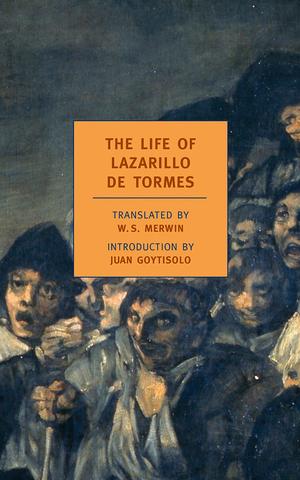 THE LIFE OF
LAZARILLO
DE TORMES
TRANSLATED BY
W. S. MERWIN
INTRODUCTION BY
JUAN GOYTISOLO